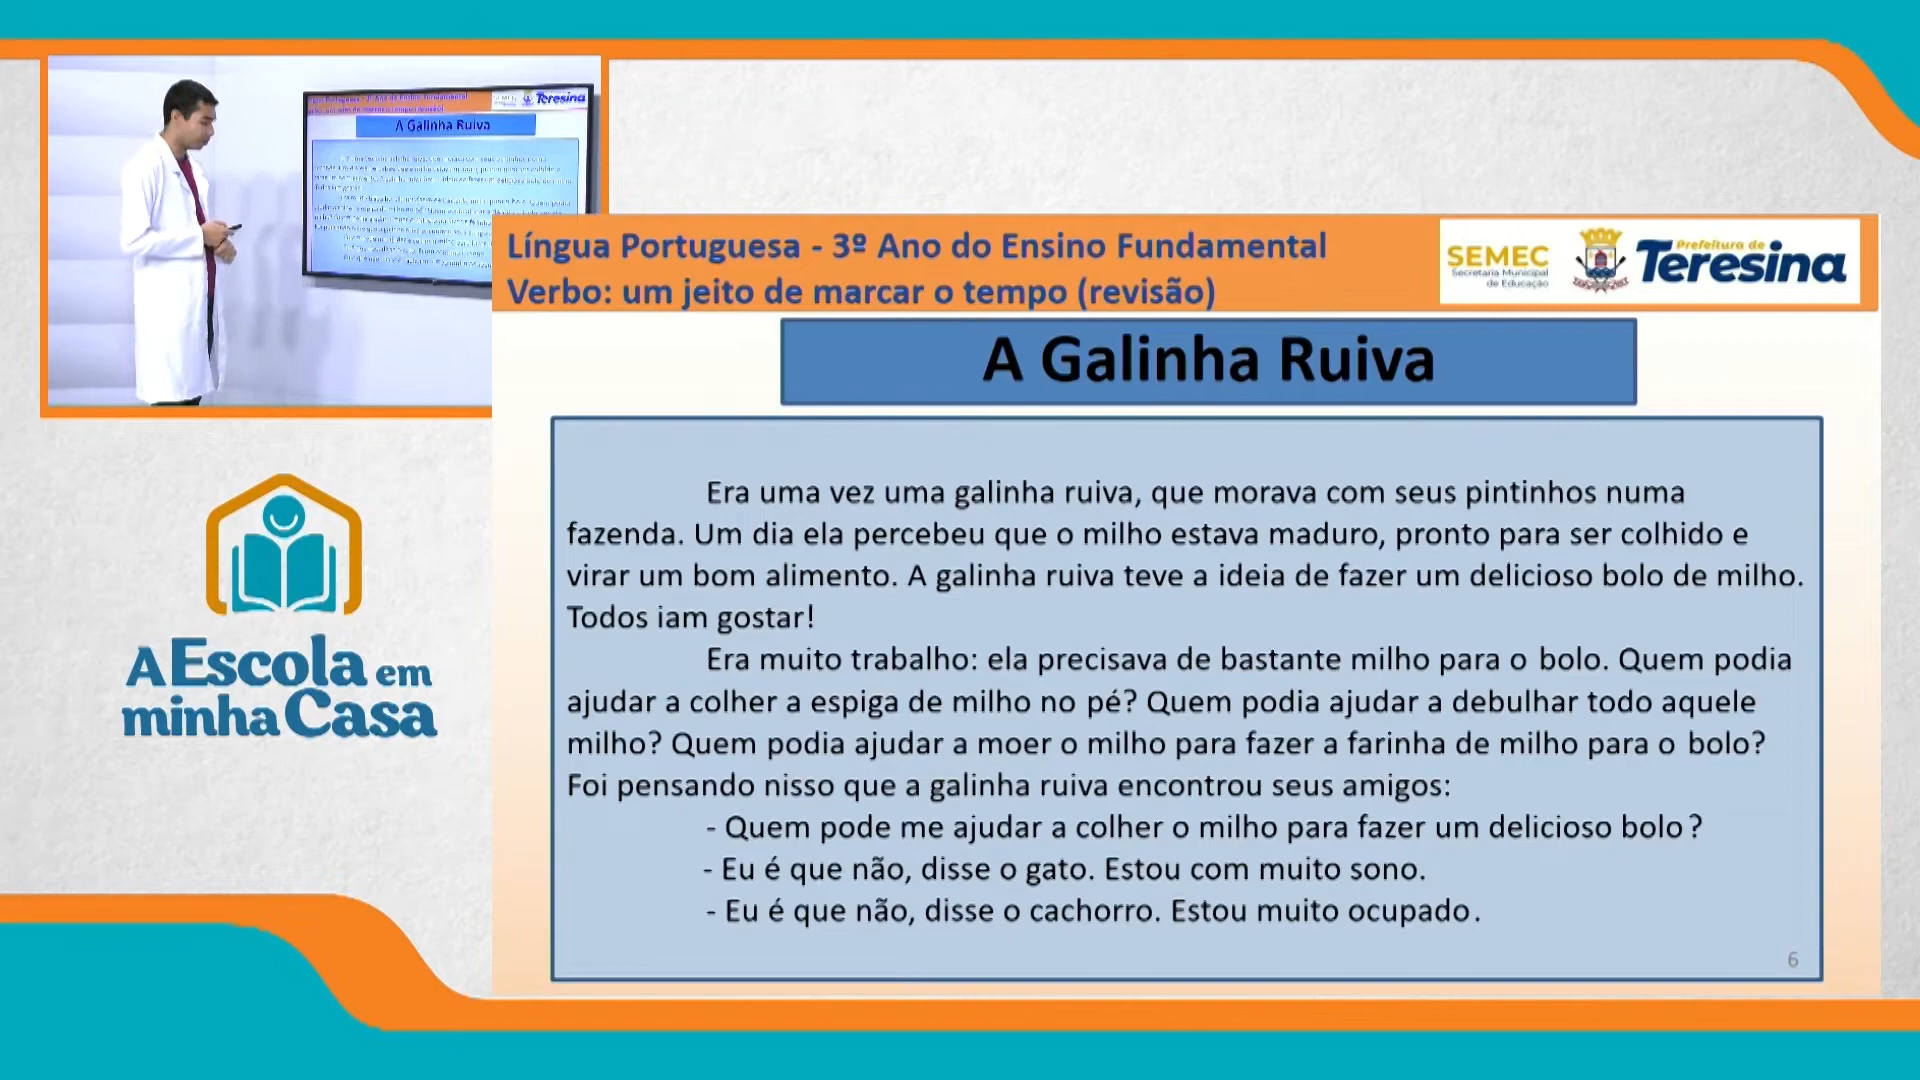 A Galinha Ruiva
Teresina
Língua Portuguesa - 3º Ano do Ensino Fundamental
Verbo: um jeito de marcar o tempo (revisão)
SEMEC
Secretaria Municipal
de Educação
Prefeitura de
Teresina
A Galinha Ruiva
Era uma vez uma galinha ruiva, que morava com seus pintinhos numa
fazenda. Um dia ela percebeu que o milho estava maduro, pronto para ser colhido e
virar um bom alimento. A galinha ruiva teve a ideia de fazer um delicioso bolo de milho.
Todos iam gostar!
Era muito trabalho: ela precisava de bastante milho para o bolo. Quem podia
ajudar a colher a espiga de milho no pé? Quem podia ajudar a debulhar todo aquele
milho? Quem podia ajudar a moer o milho para fazer a farinha de milho para o bolo?
Foi pensando nisso que a galinha ruiva encontrou seus amigos:
- Quem pode me ajudar a colher o milho para fazer um delicioso bolo?
- Eu é que não, disse o gato. Estou com muito sono.
- Eu é que não, disse o cachorro. Estou muito ocupado.
6
A Escola em
minha Casa